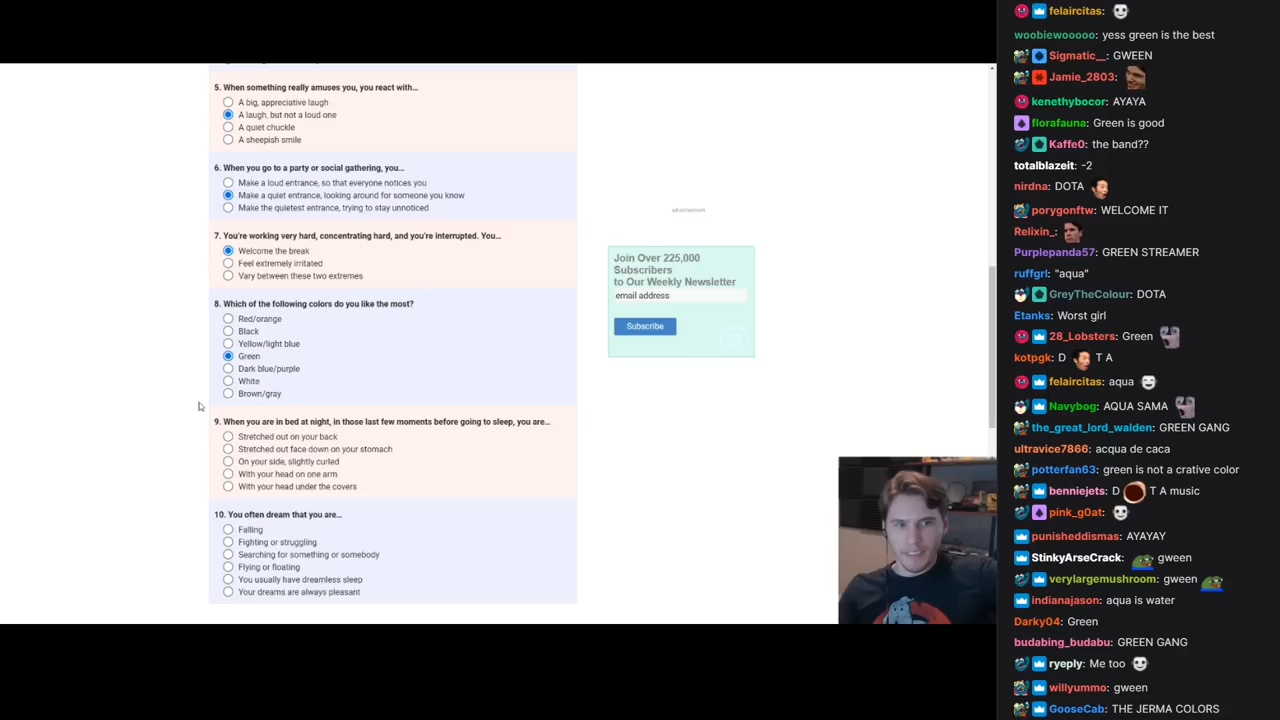 5. When something really amuses you, you react with...
A big, appreciative laugh
A laugh, but not a loud one
A quiet chuckle
A sheepish smile
6. When you go to a party or social gathering, you...
Make a loud entrance, so that everyone notices you
Make a quiet entrance, looking around for someone you know
Make the quietest entrance, trying to stay unnoticed
7. You're working very hard, concentrating hard, and you're interrupted. You...
Welcome the break
Feel extremely irritated
Vary between these two extremes
8. Which of the following colors do you like the most?
Red/orange
Black
Yellow/light blue
Green
Dark blue/purple
White
Brown/gray
9. When you are in bed at night, in those last few moments before going to sleep, you are...
Stretched out on your back
Stretched out face down on your stomach
On your side, slightly curled
With your head on one arm
With your head under the covers
10. You often dream that you are...
Falling
Fighting or struggling
Searching for something or somebody
Flying or floating
You usually have dreamless sleep
Your dreams are always pleasant
advertisement
Join Over 225,000
Subscribers
to Our Weekly Newsletter
email address
Subscribe
felaircitas:
woobiewooooo: yess green is the best
Sigmatic__: GWEEN
Jamie_2803:
kenethybocor: AYAYA
florafauna: Green is good
Kaffe0: the band??
totalblazeit: -2
nirdna: DOTA
porygonftw: WELCOME IT
Relixin_:
Purplepanda57: GREEN STREAMER
ruffgrl: "aqua"
GreyTheColour: DOTA
Etanks: Worst girl
28_Lobsters: Green
kotpgk: D T A
felaircitas: aqua
Navybog: AQUA SAMA
the_great_lord_walden: GREEN GANG
ultravice7866: acqua de caca
potterfan63: green is not a crative color
benniejets: D T A music
pink_g0at:
punisheddismas: AYAYAY
StinkyArseCrack: gween
verylargemushroom: gween
indianajason: aqua is water
Darky04: Green
budabing_budabu: GREEN GANG
ryeply: Me too
willyummo: gween
GooseCab: THE JERMA COLORS